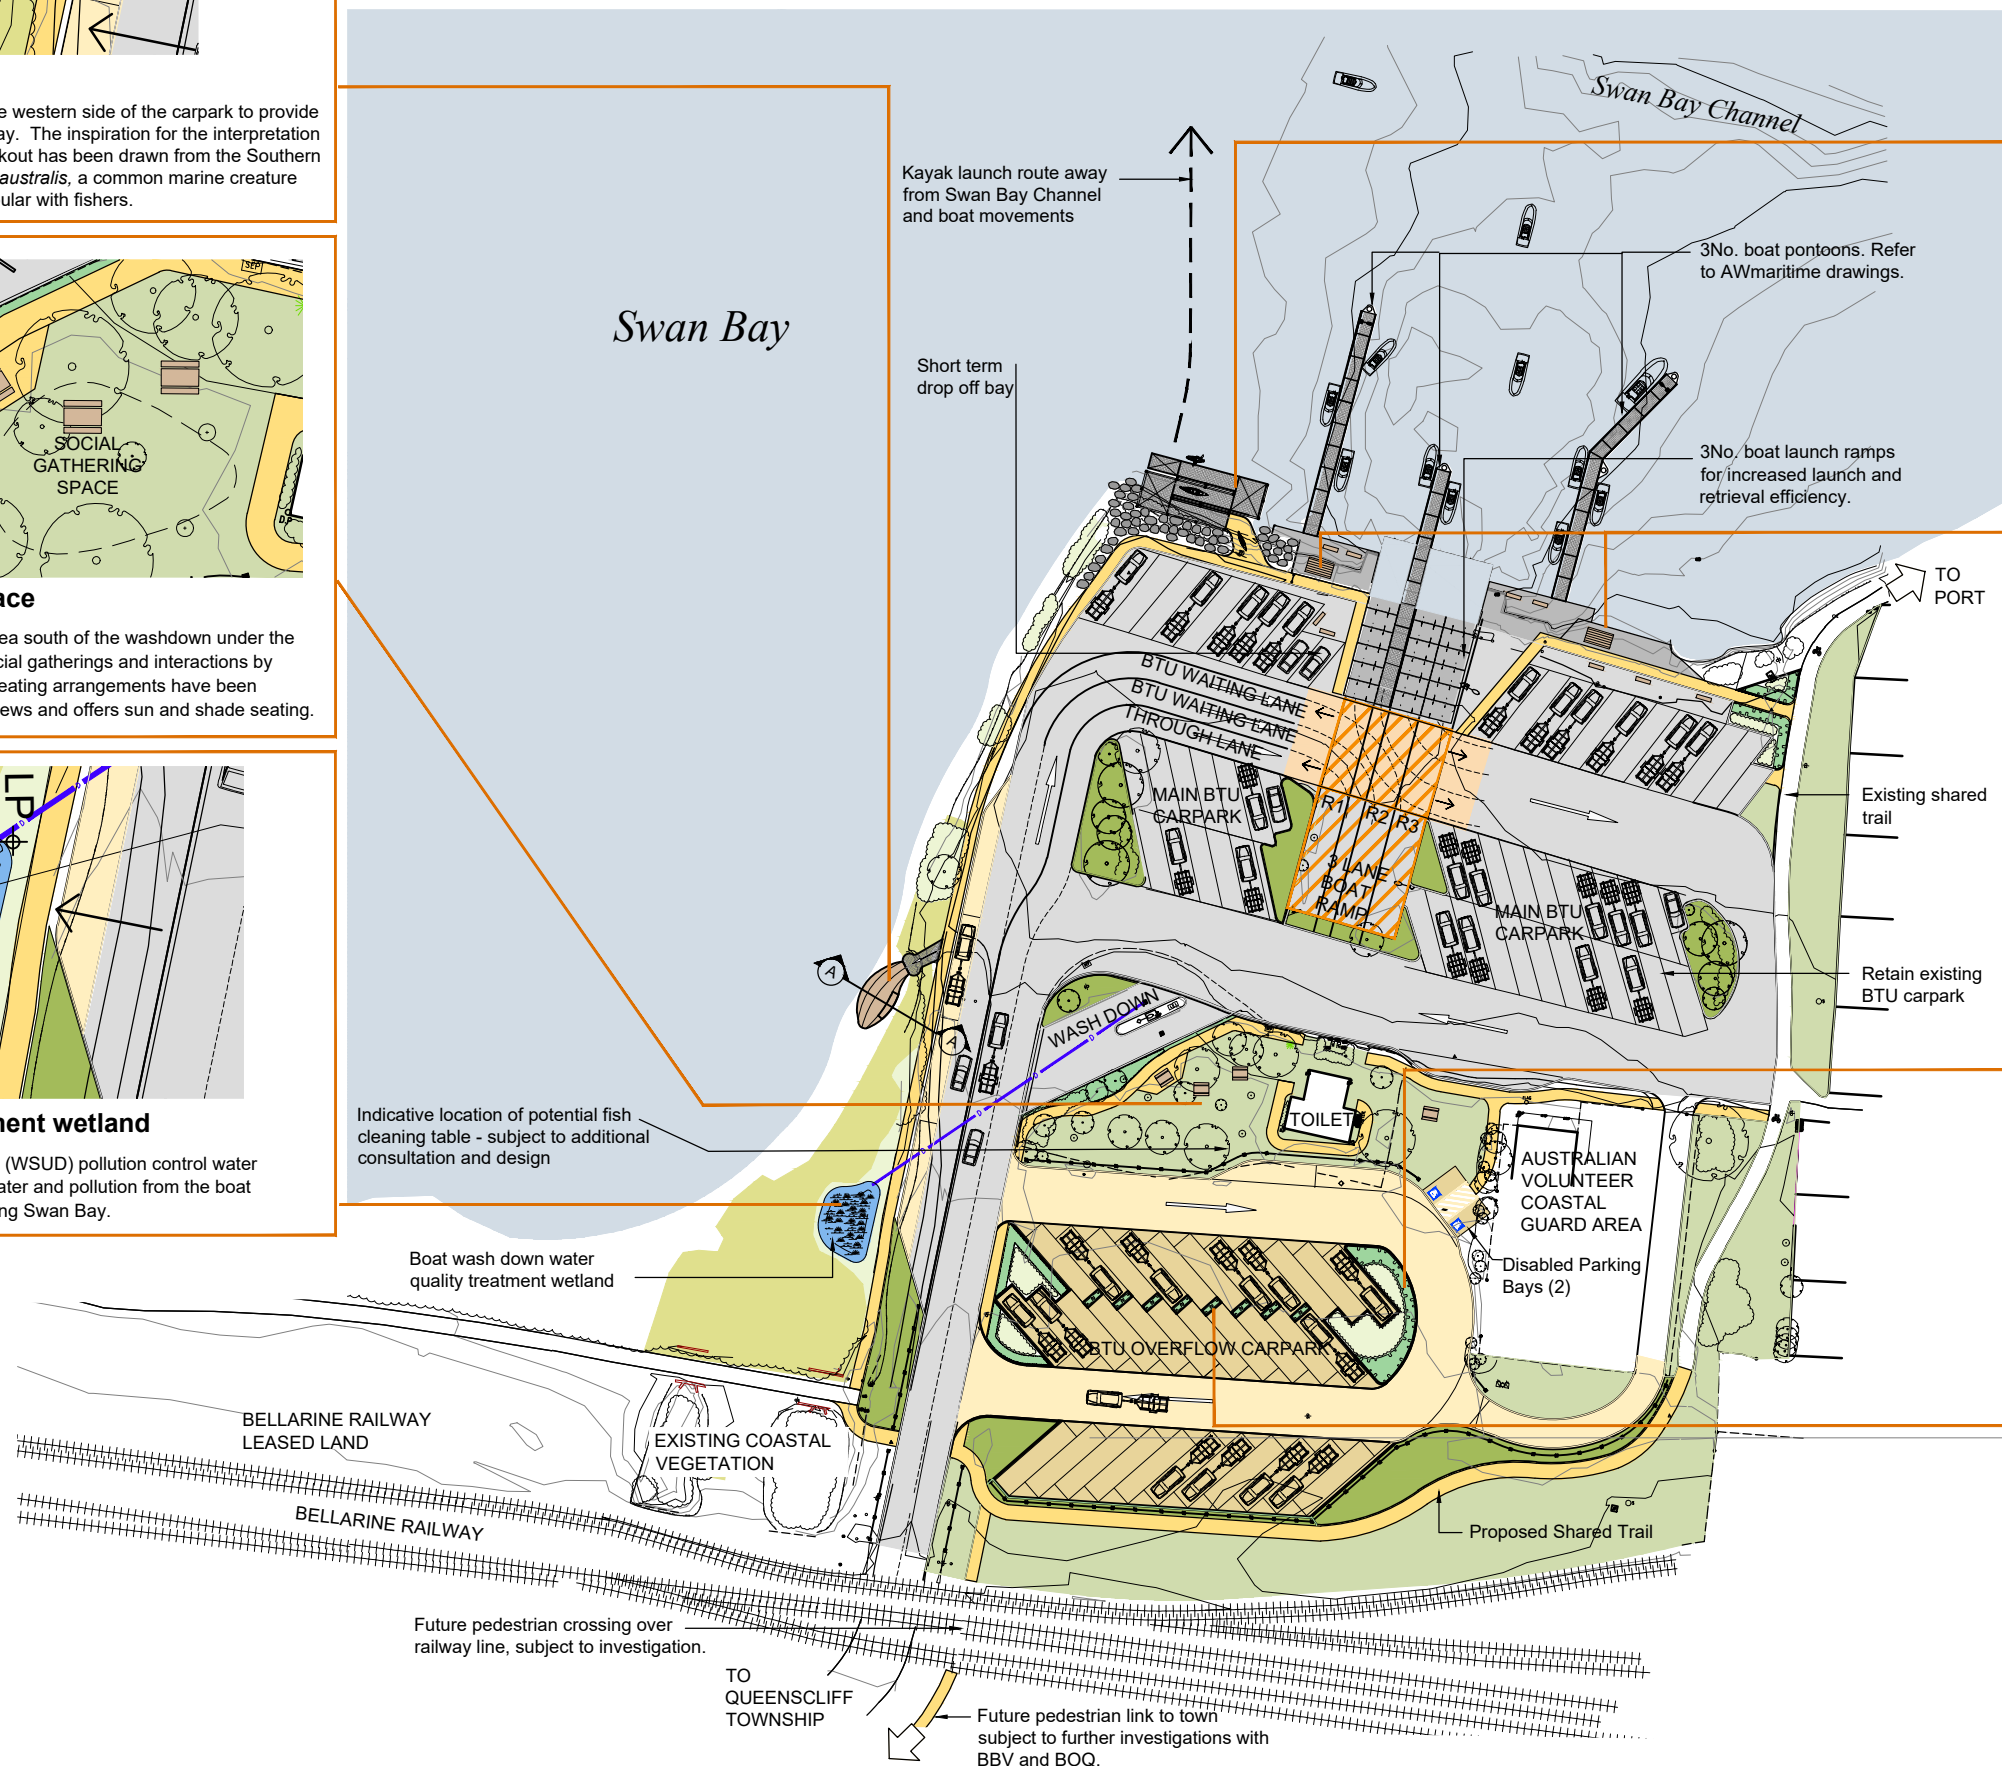 e western side of the carpark to provide
ay. The inspiration for the interpretation
kout has been drawn from the Southern
australis, a common marine creature
ular with fishers.
SEP
SOCIAL
GATHERING
SPACE
D.P
ace
ea south of the washdown under the
cial gatherings and interactions by
eating arrangements have been
ews and offers sun and shade seating.
LP
D
D
ment wetland
(WSUD) pollution control water
ater and pollution from the boat
ng Swan Bay.
Swan Bay
Swan Bay Channel
Kayak launch route away
from Swan Bay Channel
and boat movements
3No. boat pontoons. Refer
to AWmaritime drawings.
Short term
drop off bay
3No. boat launch ramps
for increased launch and
retrieval efficiency.
TO
PORT
BTU WAITING LANE
BTU WAITING LANE
THROUGH LANE
MAIN BTU
CARPARK
R1
R2
R3
3 LANE
BOAT
RAMP
MAIN BTU
CARPARK
Existing shared
trail
Retain existing
BTU carpark
A
A
WASH DOWN
D
D
D
Indicative location of potential fish
cleaning table - subject to additional
consultation and design
TOILET
AUSTRALIAN
VOLUNTEER
COASTAL
GUARD AREA
Disabled Parking
Bays (2)
Boat wash down water
quality treatment wetland
BTU OVERFLOW CARPARK
BELLARINE RAILWAY
LEASED LAND
EXISTING COASTAL
VEGETATION
BELLARINE RAILWAY
Proposed Shared Trail
Future pedestrian crossing over
railway line, subject to investigation.
TO
QUEENSCLIFF
TOWNSHIP
Future pedestrian link to town
subject to further investigations with
BBV and BOQ.